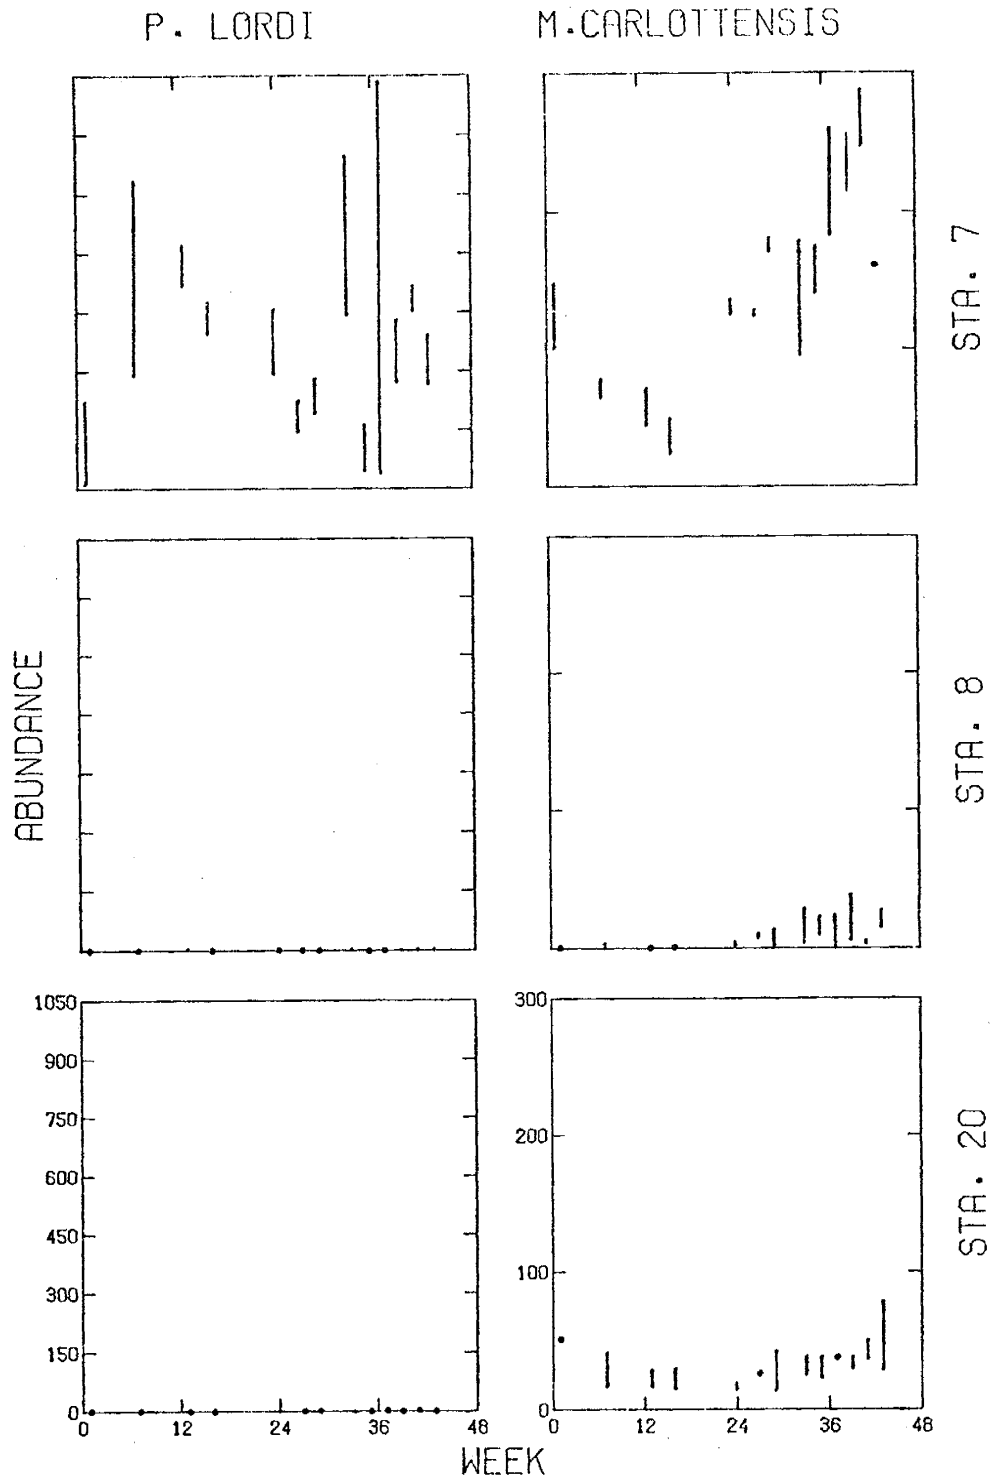 P. LORDI
M.CARLOTTENSIS
STA. 7
STA. 8
STA. 20
ABUNDANCE
1050
900
750
600
450
300
150
0
0 12 24 36 48
300
200
100
0
0 12 24 36 48
WEEK